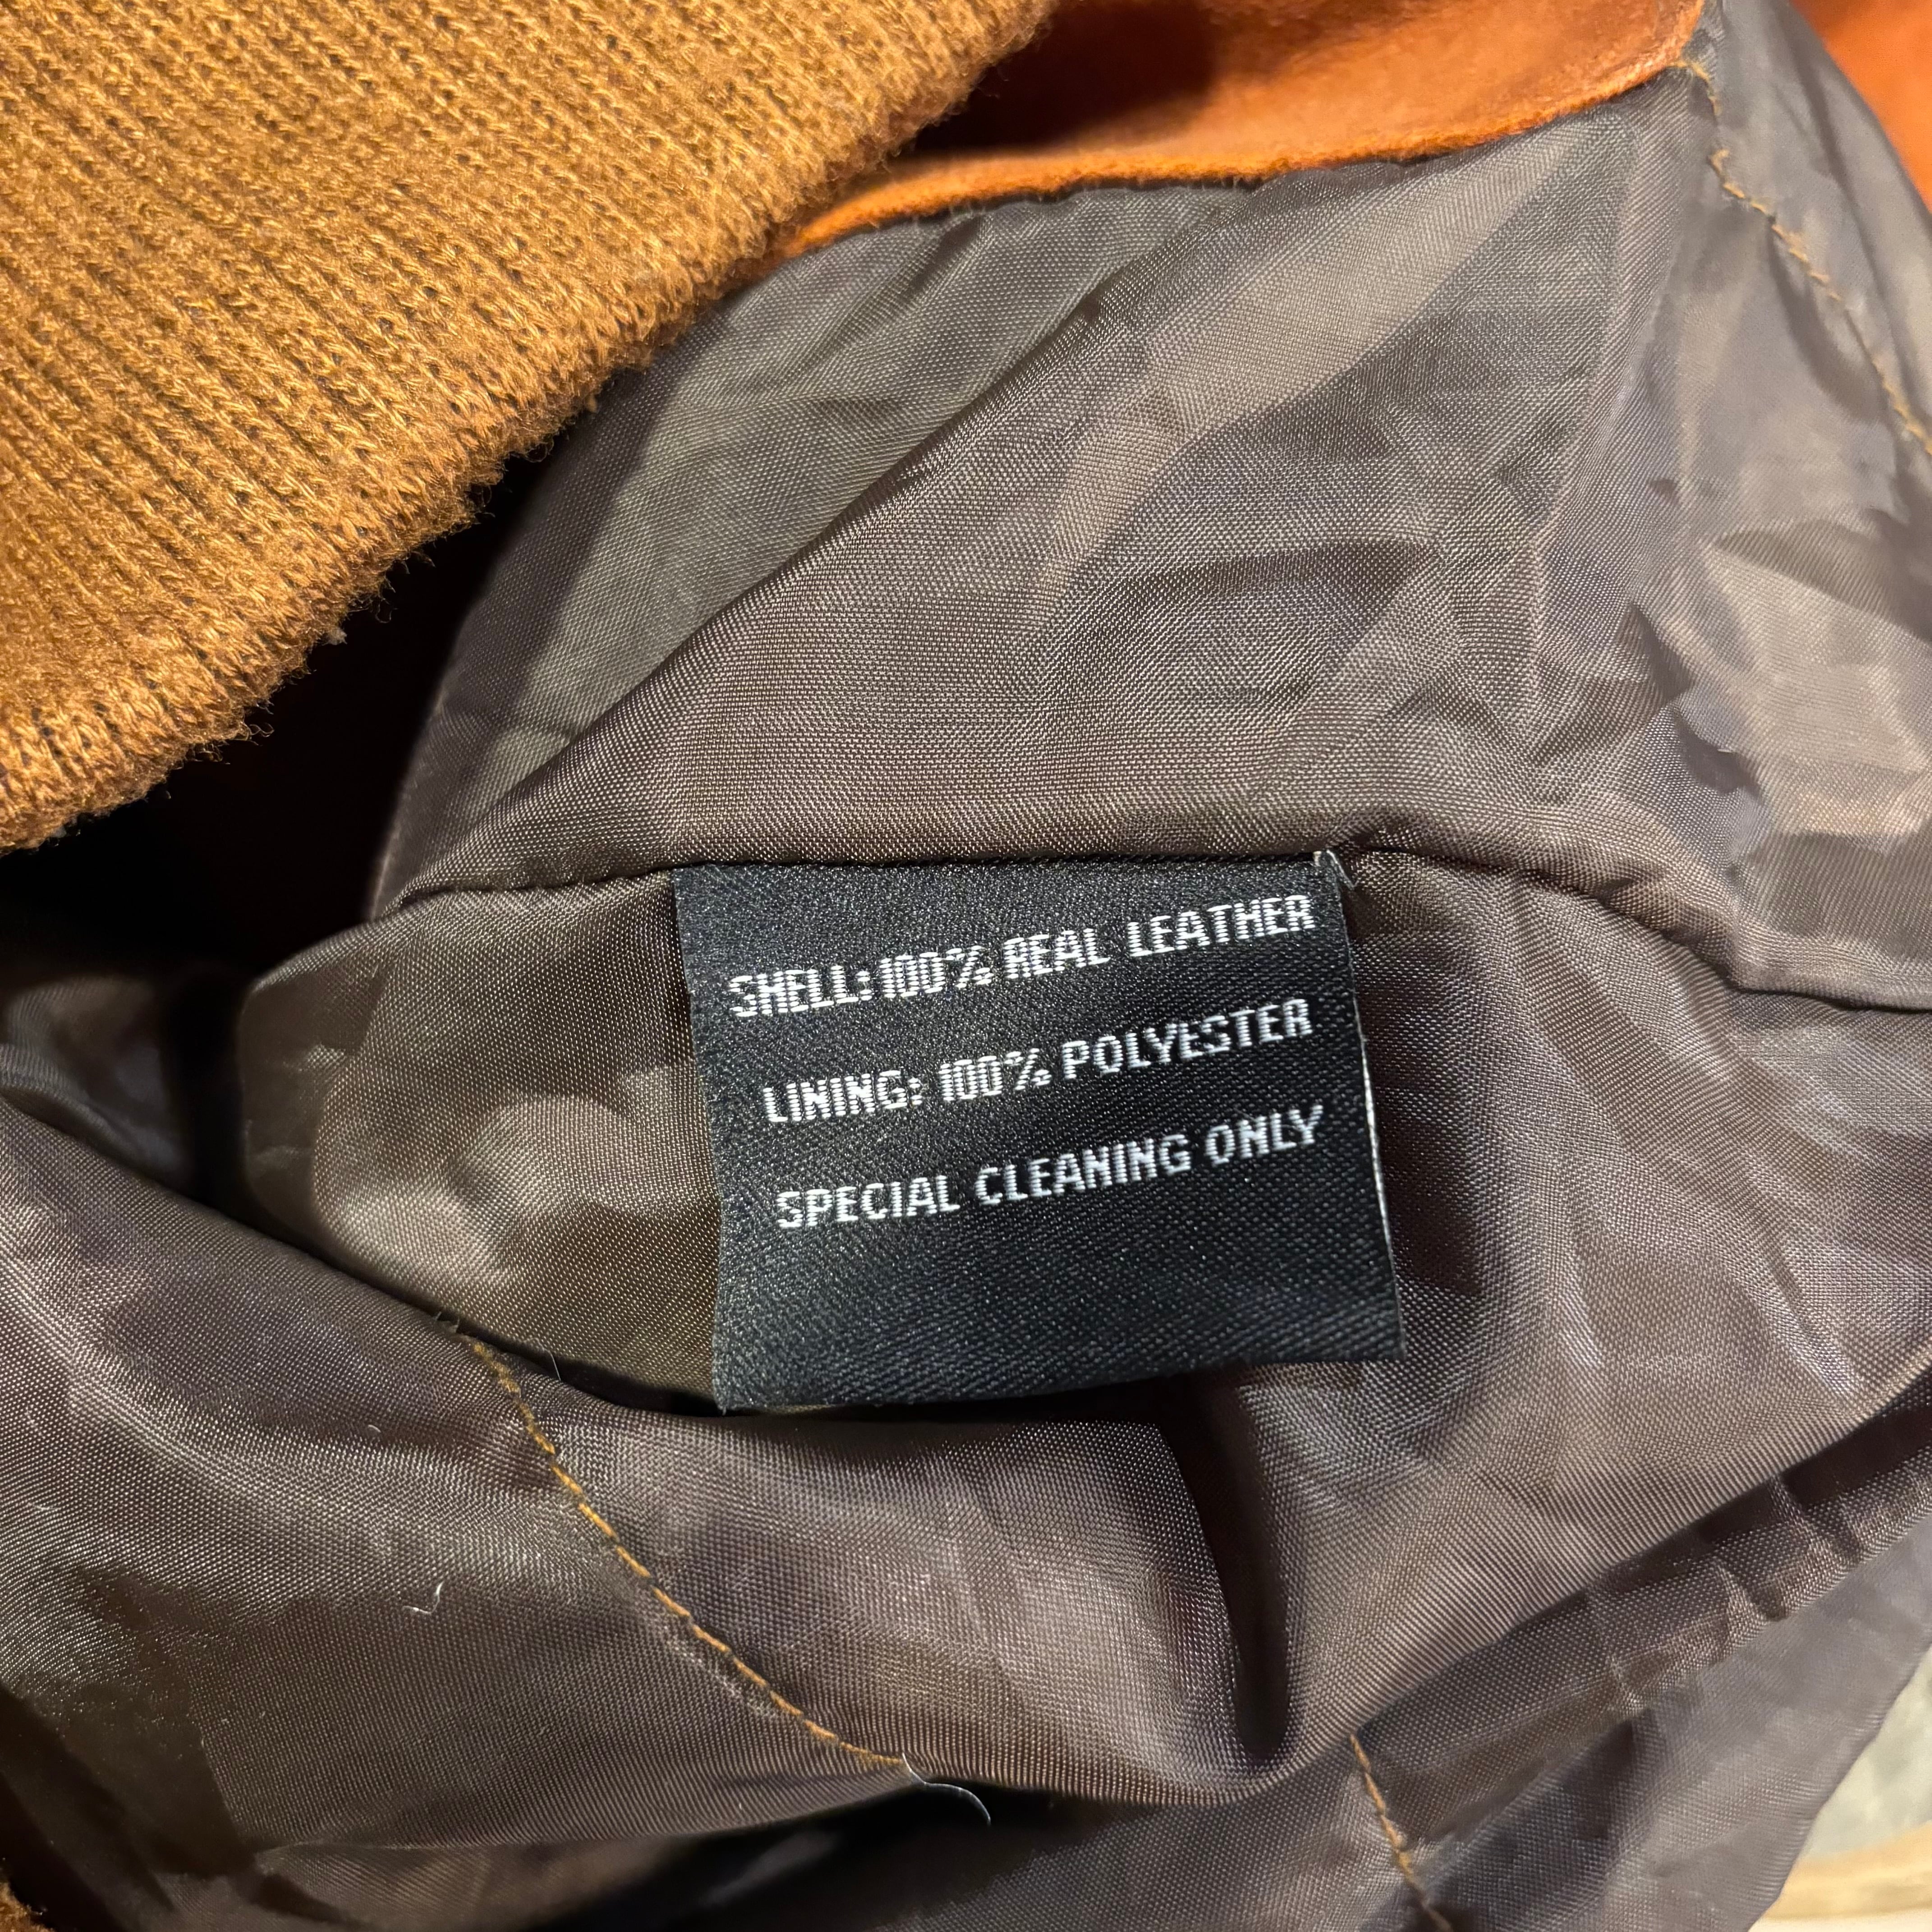 SHELL: 100% REAL LEATHER
LINING: 100% POLYESTER
SPECIAL CLEANING ONLY